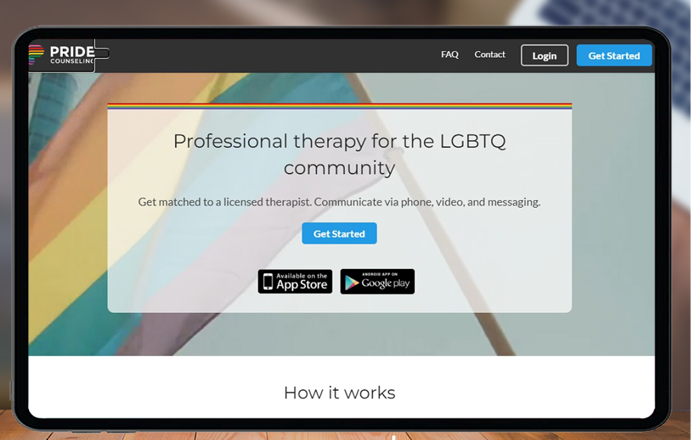 PRIDE
COUNSELING
FAQ
Contact
Login
Get Started
Professional therapy for the LGBTQ
community
Get matched to a licensed therapist. Communicate via phone, video, and messaging.
Get Started
Available on the
App Store
ANDROID APP ON
Google play
How it works